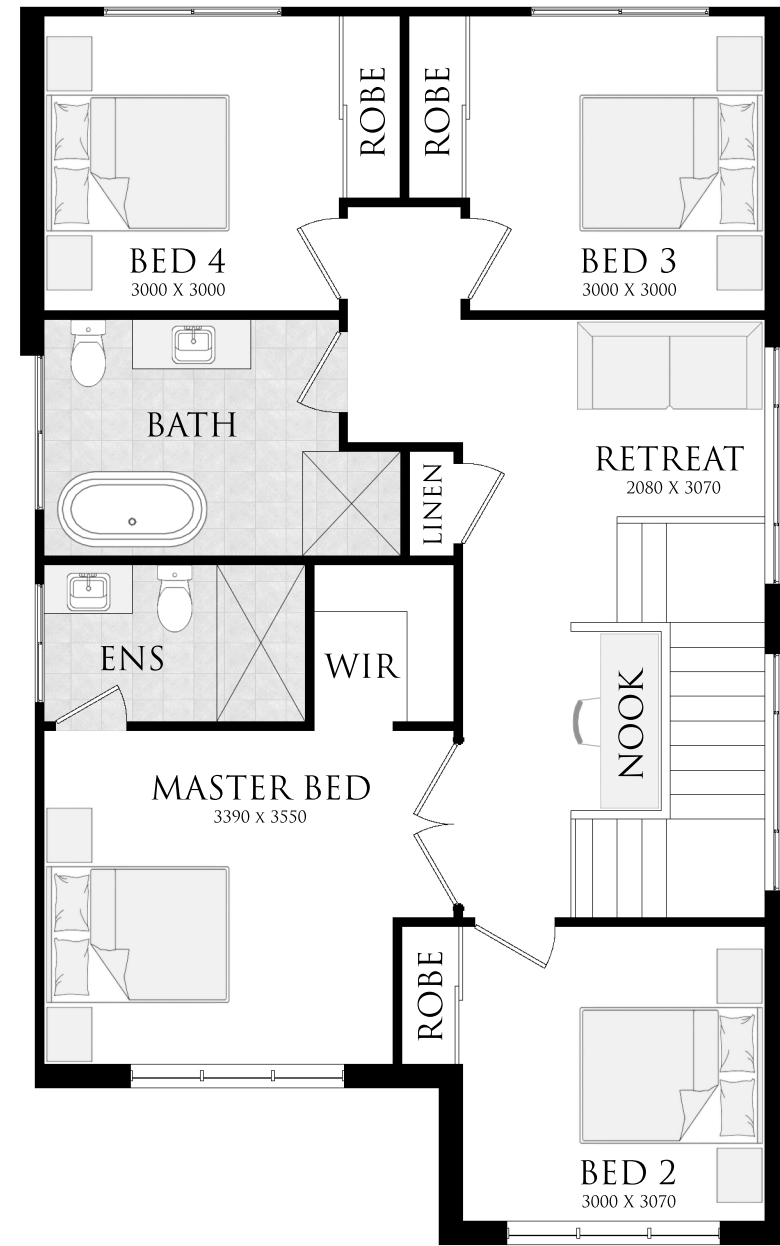 ROBE
ROBE
BED 4
3000 X 3000
BED 3
3000 X 3000
BATH
RETREAT
2080 X 3070
LINEN
ENS
WIR
NOOK
MASTER BED
3390 X 3550
ROBE
BED 2
3000 X 3070